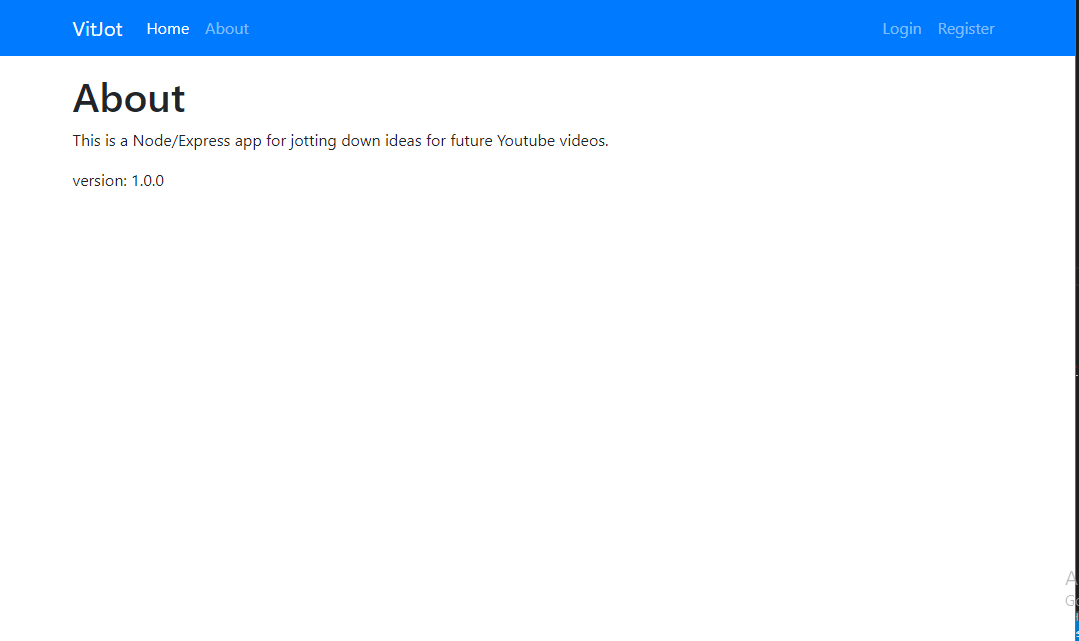 VitJot Home About Login Register
About
This is a Node/Express app for jotting down ideas for future Youtube videos.
version: 1.0.0